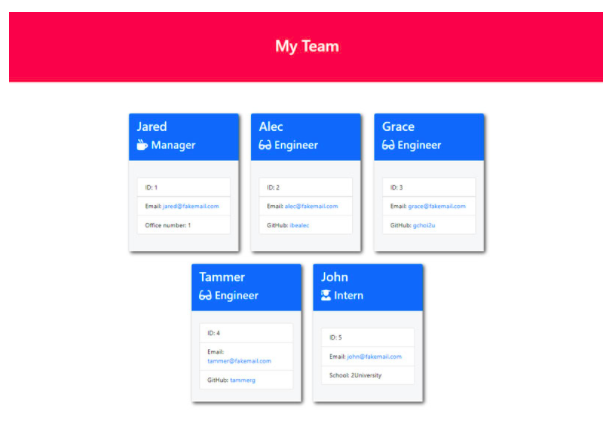 My Team
Jared
Manager
ID: 1
Email: jared@fakemail.com
Office number: 1
Alec
Engineer
ID: 2
Email: alec@fakemail.com
GitHub: ibealec
Grace
Engineer
ID: 3
Email: grace@fakemail.com
GitHub: gchoi2u
Tammer
Engineer
ID: 4
Email:
tammer@fakemail.com
GitHub: tammerg
John
Intern
ID: 5
Email: john@fakemail.com
School: 2University